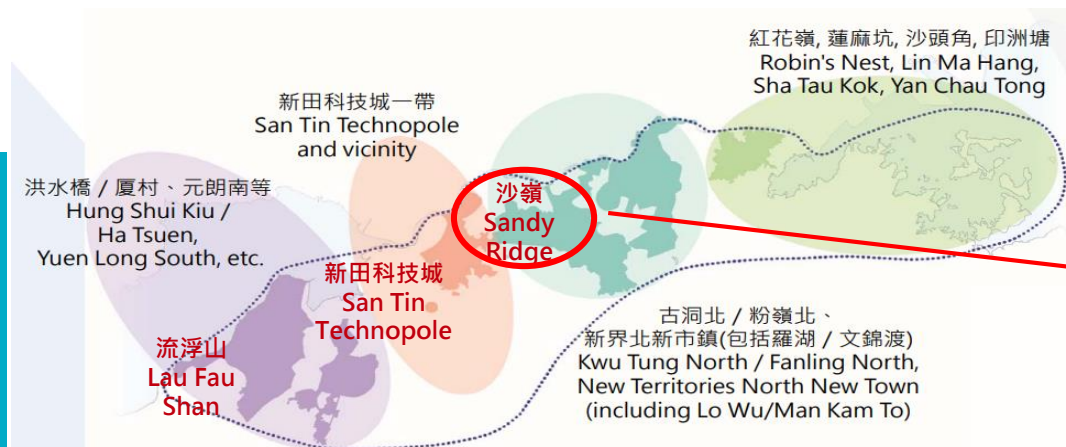 紅花嶺, 蓮麻坑, 沙頭角, 印洲塘
Robin's Nest, Lin Ma Hang,
Sha Tau Kok, Yan Chau Tong
新田科技城一帶
San Tin Technopole
and vicinity
洪水橋 / 厦村、元朗南等
Hung Shui Kiu /
Ha Tsuen,
Yuen Long South, etc.
沙嶺
Sandy
Ridge
新田科技城
San Tin
Technopole
流浮山
Lau Fau
Shan
古洞北 / 粉嶺北、
新界北新市鎮(包括羅湖 / 文錦渡)
Kwu Tung North / Fanling North,
New Territories North New Town
(including Lo Wu/Man Kam To)